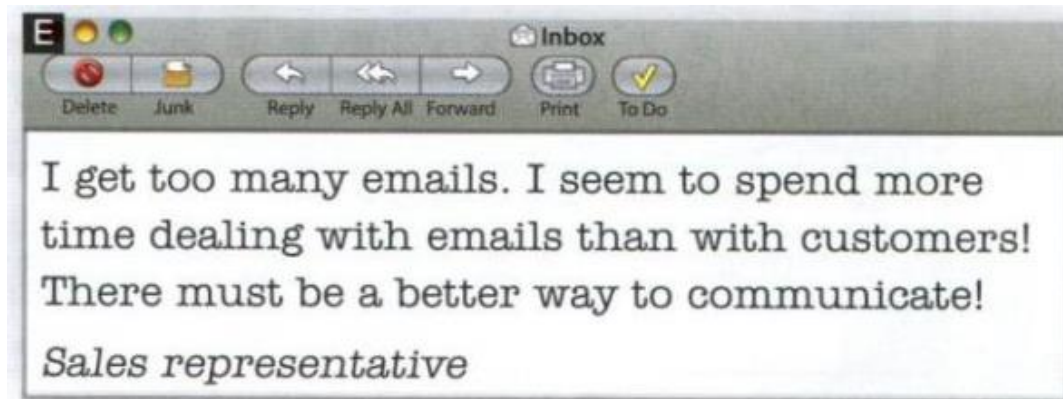 E Inbox
Delete Junk Reply Reply All Forward Print To Do
I get too many emails. I seem to spend more
time dealing with emails than with customers!
There must be a better way to communicate!
Sales representative